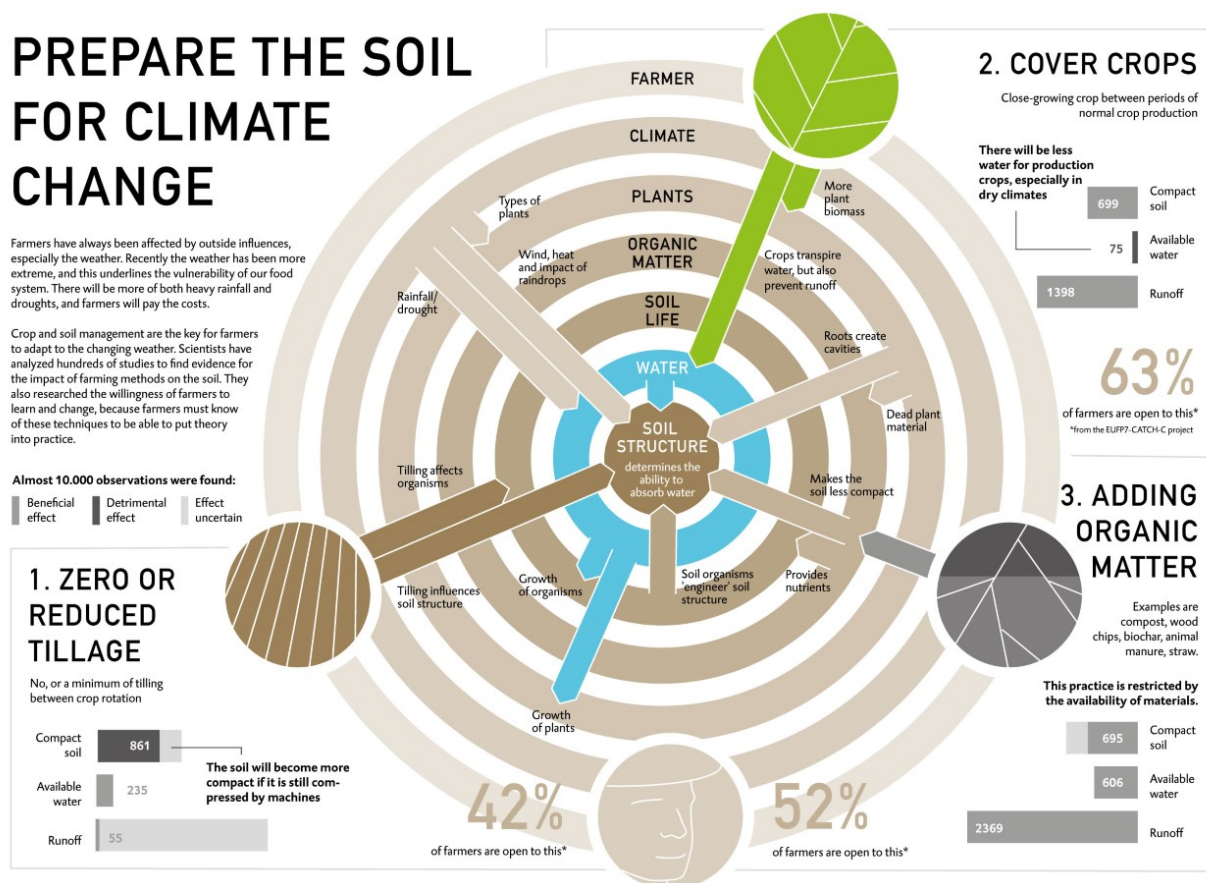 PREPARE THE SOIL
FOR CLIMATE
CHANGE
Farmers have always been affected by outside influences,
especially the weather. Recently the weather has been more
extreme, and this underlines the vulnerability of our food
system. There will be more of both heavy rainfall and
droughts, and farmers will pay the costs.
Crop and soil management are the key for farmers
to adapt to the changing weather. Scientists have
analyzed hundreds of studies to find evidence for
the impact of farming methods on the soil. They
also researched the willingness of farmers to
learn and change, because farmers must know
of these techniques to be able to put theory
into practice.
Almost 10.000 observations were found:
Beneficial
effect
Detrimental
effect
Effect
uncertain
FARMER
CLIMATE
PLANTS
ORGANIC
MATTER
SOIL
LIFE
WATER
SOIL
STRUCTURE
determines the
ability to
absorb water
Types of
plants
Wind, heat
and impact of
raindrops
Rainfall/
drought
More
plant
biomass
Crops transpire
water, but also
prevent runoff
Roots create
cavities
Dead plant
material
Makes the
soil less compact
Provides
nutrients
Soil organisms
'engineer' soil
structure
Growth
of organisms
Growth
of plants
Tilling affects
organisms
Tilling influences
soil structure
1. ZERO OR
REDUCED
TILLAGE
No, or a minimum of tilling
between crop rotation
Compact
soil
861
The soil will become more
compact if it is still com-
pressed by machines
Available
water
235
Runoff
55
42%
of farmers are open to this*
2. COVER CROPS
Close-growing crop between periods of
normal crop production
There will be less
water for production
crops, especially in
dry climates
699
Compact
soil
75
Available
water
1398
Runoff
63%
of farmers are open to this*
*from the EUFP7-CATCH-C project
3. ADDING
ORGANIC
MATTER
Examples are
compost, wood
chips, biochar, animal
manure, straw.
This practice is restricted by
the availability of materials.
695
Compact
soil
606
Available
water
2369
Runoff
52%
of farmers are open to this*